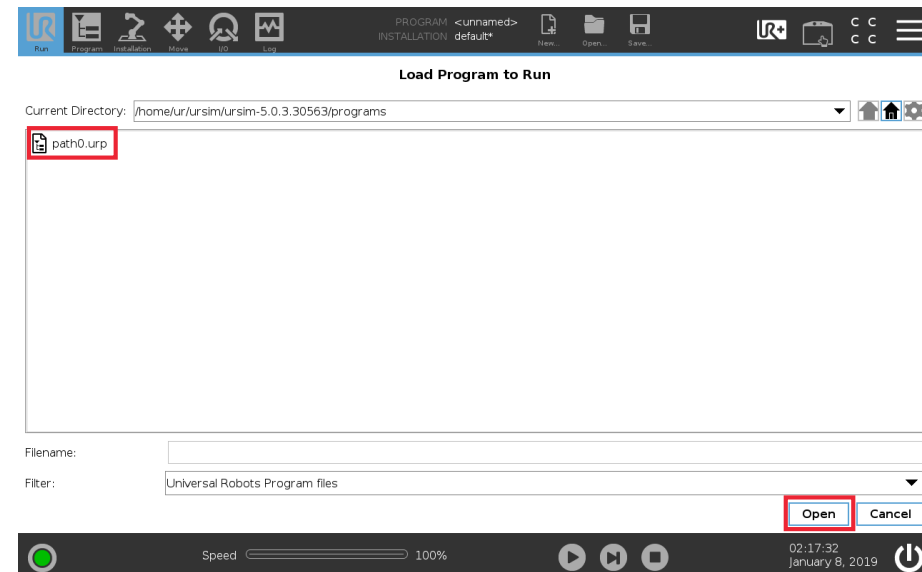 PROGRAM <unnamed>
INSTALLATION default*
UR
Run
Program
Installation
Move
I/O
Log
New...
Open...
Save...
UR+
C C
C C
Load Program to Run
Current Directory: /home/ur/ursim/ursim-5.0.3.30563/programs
path0.urp
Filename:
Filter: Universal Robots Program files
Open
Cancel
Speed 100%
02:17:32
January 8, 2019